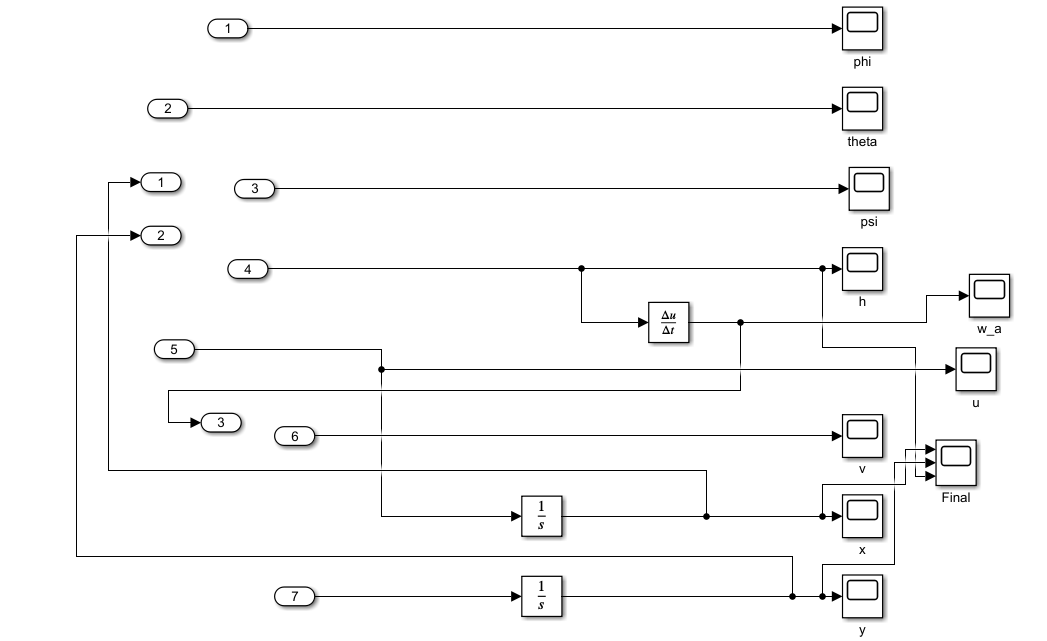 1
phi
2
theta
1
3
psi
2
4
h
Δu
Δt
w_a
5
u
3
6
v
Final
1
s
x
7
1
s
y